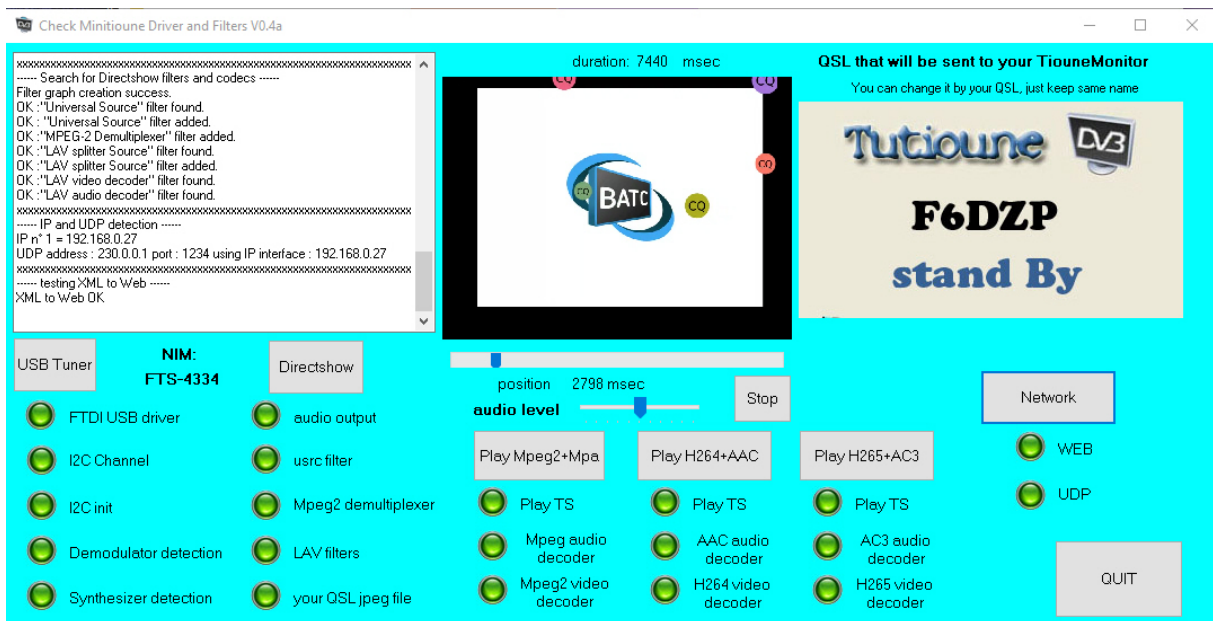 Check Minitioune Driver and Filters V0.4a
xxxxxxxxxxxxxxxxxxxxxxxxxxxxxxxxxxxxxxxxxxxxxxxxxxxxxxxxxxxxxxxxxx
------ Search for Directshow filters and codecs ------
Filter graph creation success.
OK :"Universal Source" filter found.
OK : "Universal Source" filter added.
OK :"MPEG-2 Demultiplexer" filter added.
OK :"LAV splitter Source" filter found.
OK :"LAV splitter Source" filter added.
OK :"LAV video decoder" filter found.
OK :"LAV audio decoder" filter found.
xxxxxxxxxxxxxxxxxxxxxxxxxxxxxxxxxxxxxxxxxxxxxxxxxxxxxxxxxxxxxxxxxx
------ IP and UDP detection ------
IP n° 1 = 192.168.0.27
UDP address : 230.0.0.1 port : 1234 using IP interface : 192.168.0.27
xxxxxxxxxxxxxxxxxxxxxxxxxxxxxxxxxxxxxxxxxxxxxxxxxxxxxxxxxxxxxxxxxx
------ testing XML to Web ------
XML to Web OK
duration: 7440 msec
CQ
CQ
CQ
CQ
BATC
CQ
QSL that will be sent to your TiouneMonitor
You can change it by your QSL, just keep same name
Tutioune DV3
F6DZP
stand By
USB Tuner
NIM:
FTS-4334
Directshow
FTDI USB driver
I2C Channel
I2C init
Demodulator detection
Synthesizer detection
audio output
usrc filter
Mpeg2 demultiplexer
LAV filters
your QSL jpeg file
position 2798 msec
audio level
Stop
Play Mpeg2+Mpa
Play TS
Mpeg audio
decoder
Mpeg2 video
decoder
Play H264+AAC
Play TS
AAC audio
decoder
H264 video
decoder
Play H265+AC3
Play TS
AC3 audio
decoder
H265 video
decoder
Network
WEB
UDP
QUIT